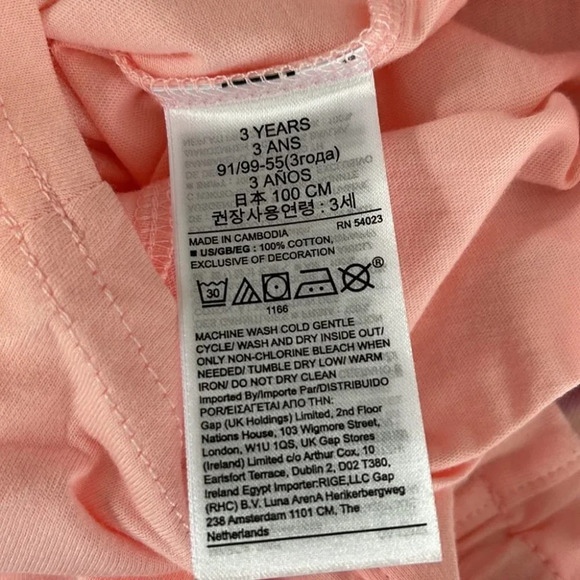 3 YEARS
3 ANS
91/99-55(3года)
3 AÑOS
日本 100 CM
권장사용연령 : 3세
MADE IN CAMBODIA RN 54023
■ US/GB/EG : 100% COTTON,
EXCLUSIVE OF DECORATION
30 ®
1166
MACHINE WASH COLD GENTLE
CYCLE/ WASH AND DRY INSIDE OUT/
ONLY NON-CHLORINE BLEACH WHEN
NEEDED/ TUMBLE DRY LOW/ WARM
IRON/ DO NOT DRY CLEAN
Imported by/Importe Par/DISTRIBUIDO
POR/ΕΙΣΑΓΕΤΑΙ ΑΠΟ ΤΗΝ:
Gap (UK Holdings) Limited, 2nd Floor
Nations House, 103 Wigmore Street,
London, W1U 1QS, UK Gap Stores
(Ireland) Limited c/o Arthur Cox, 10
Earlsfort Terrace, Dublin 2, D02 T380,
Ireland Egypt Importer:RIGE,LLC Gap
(RHC) B.V. Luna ArenA Herikerbergweg
238 Amsterdam 1101 CM, The
Netherlands